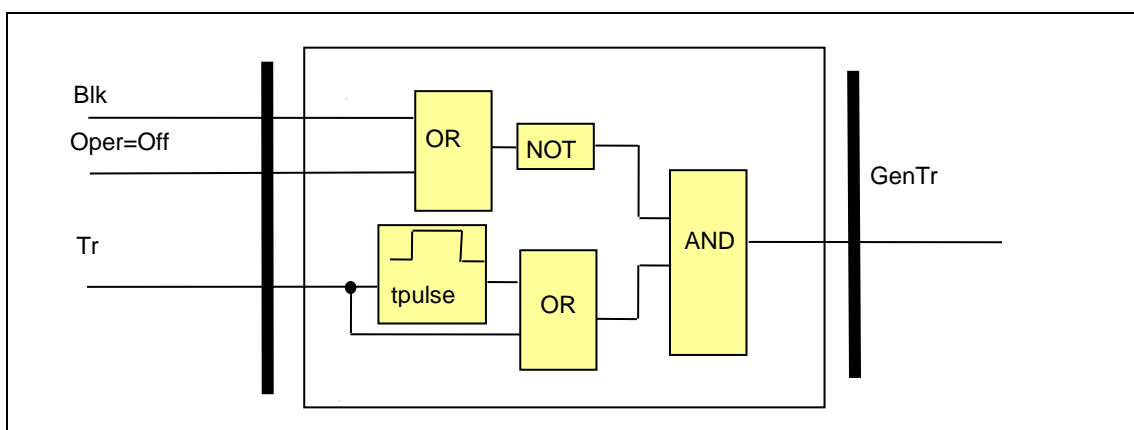 Blk
Oper=Off
OR
NOT
GenTr
Tr
AND
tpulse
OR